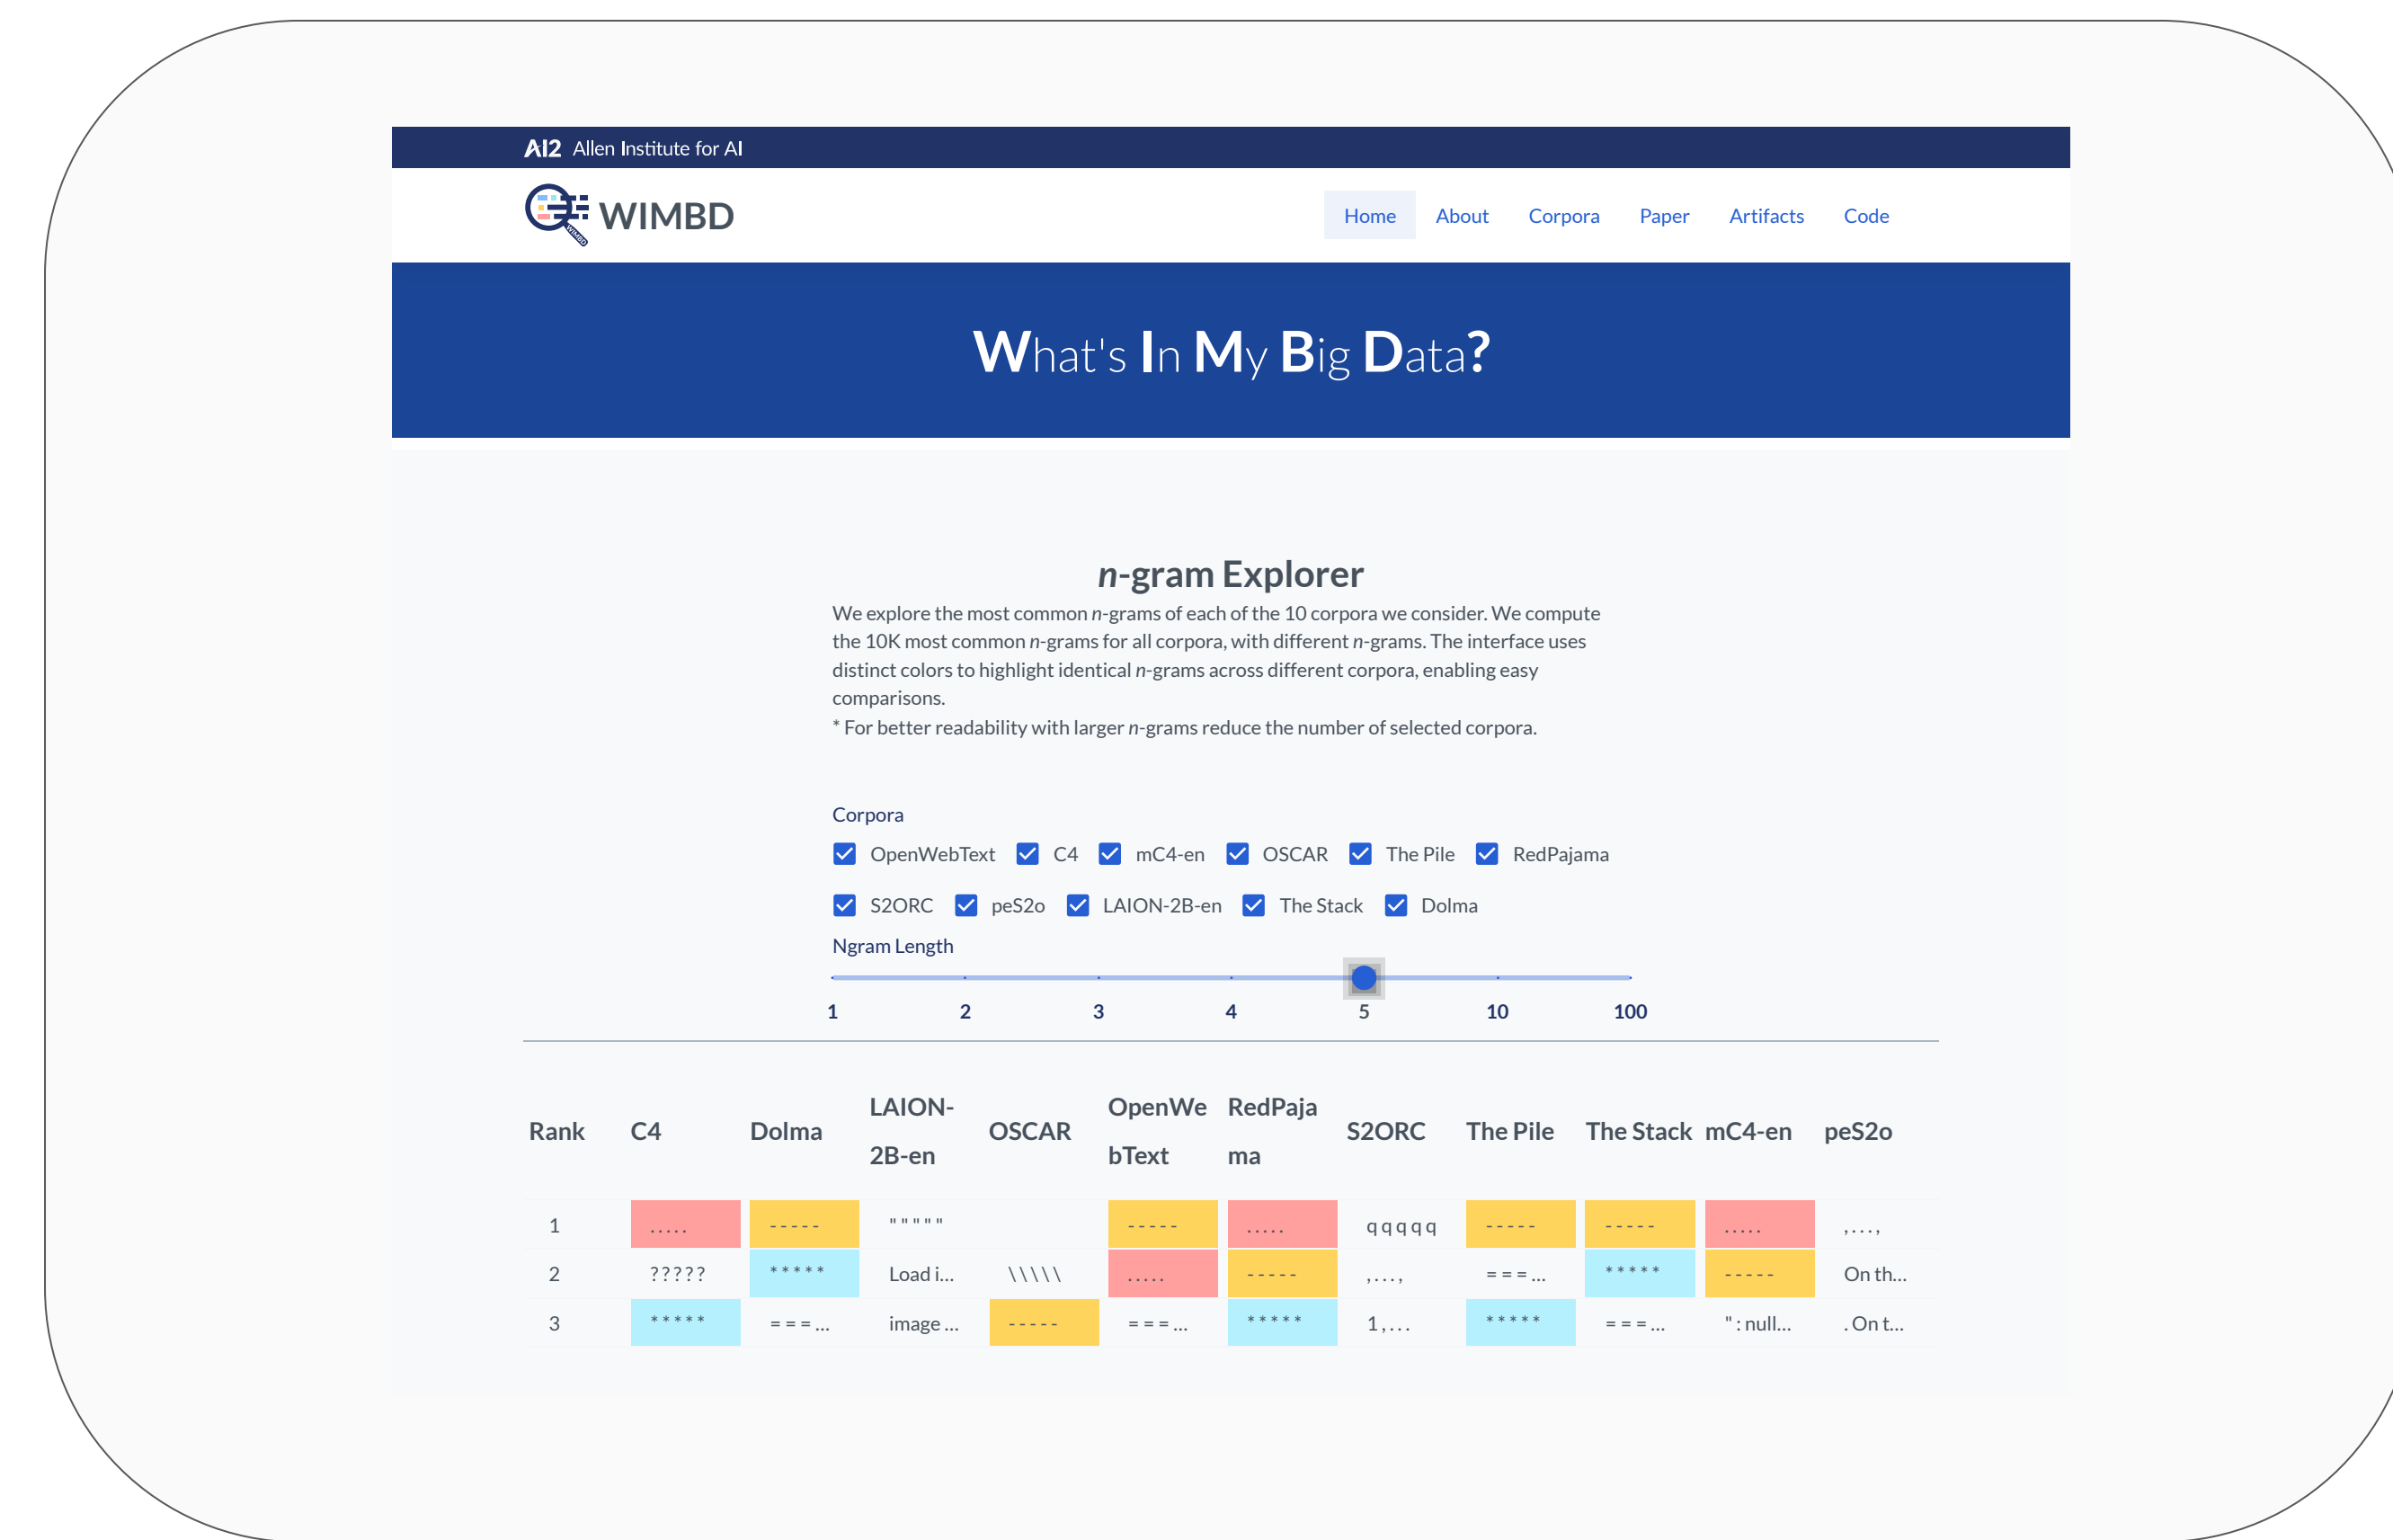 AI2 Allen Institute for AI
WIMBD
WIMBD
Home About Corpora Paper Artifacts Code
What's In My Big Data?
n-gram Explorer
We explore the most common n-grams of each of the 10 corpora we consider. We compute
the 10K most common n-grams for all corpora, with different n-grams. The interface uses
distinct colors to highlight identical n-grams across different corpora, enabling easy
comparisons.
* For better readability with larger n-grams reduce the number of selected corpora.
Corpora
OpenWebText C4 mC4-en OSCAR The Pile RedPajama
S2ORC peS2o LAION-2B-en The Stack Dolma
Ngram Length
1 2 3 4 5 10 100
Rank C4 Dolma LAION-2B-en OSCAR OpenWebText RedPajama S2ORC The Pile The Stack mC4-en peS2o
1 . . . . . - - - - - " " " " " - - - - - . . . . . q q q q q - - - - - - - - - - . . . . . , . . . ,
2 ? ? ? ? ? * * * * * Load i... \ \ \ \ \ . . . . . - - - - - , . . . , = = = ... * * * * * - - - - - On th...
3 * * * * * = = = ... image ... - - - - - = = = ... * * * * * 1 , . . . * * * * * = = = ... " : null... . On t...